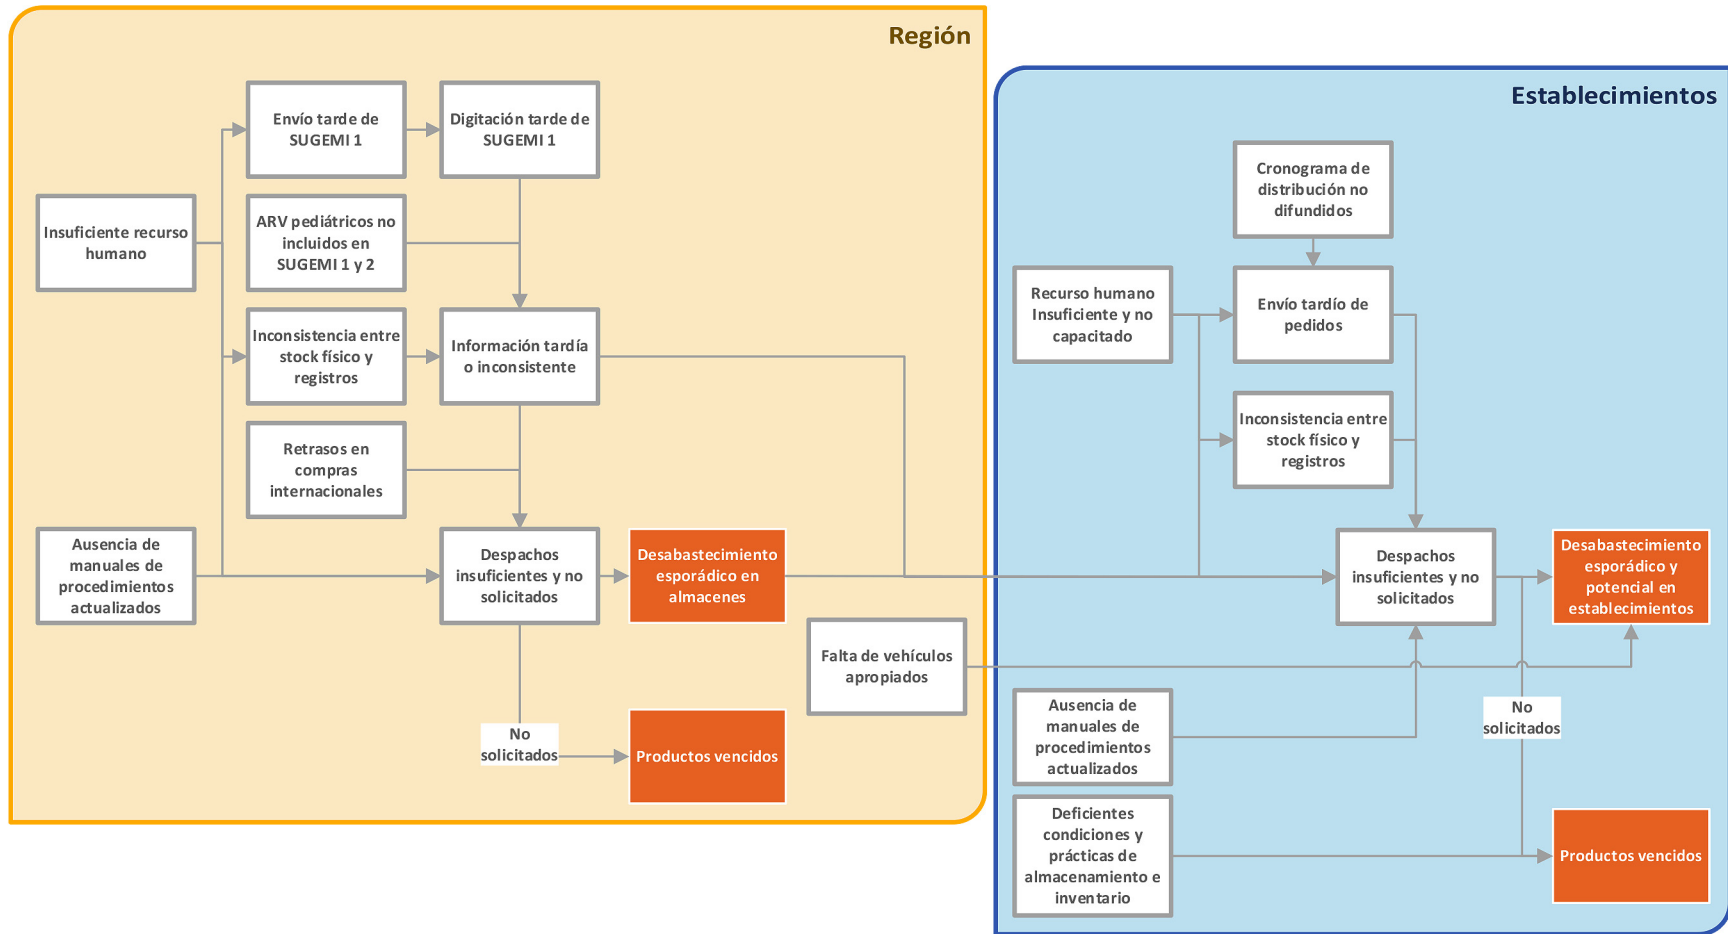 Región
Envío tarde de
SUGEMI 1
Digitación tarde de
SUGEMI 1
Insuficiente recurso
humano
ARV pediátricos no
incluidos en
SUGEMI 1 y 2
Inconsistencia entre
stock físico y
registros
Información tardía
o inconsistente
Retrasos en
compras
internacionales
Ausencia de
manuales de
procedimientos
actualizados
Despachos
insuficientes y no
solicitados
Desabastecimiento
esporádico en
almacenes
Falta de vehículos
apropiados
No
solicitados
Productos vencidos
Establecimientos
Cronograma de
distribución no
difundidos
Recurso humano
Insuficiente y no
capacitado
Envío tardío de
pedidos
Inconsistencia entre
stock físico y
registros
Despachos
insuficientes y no
solicitados
Desabastecimiento
esporádico y
potencial en
establecimientos
Ausencia de
manuales de
procedimientos
actualizados
No
solicitados
Deficientes
condiciones y
prácticas de
almacenamiento e
inventario
Productos vencidos